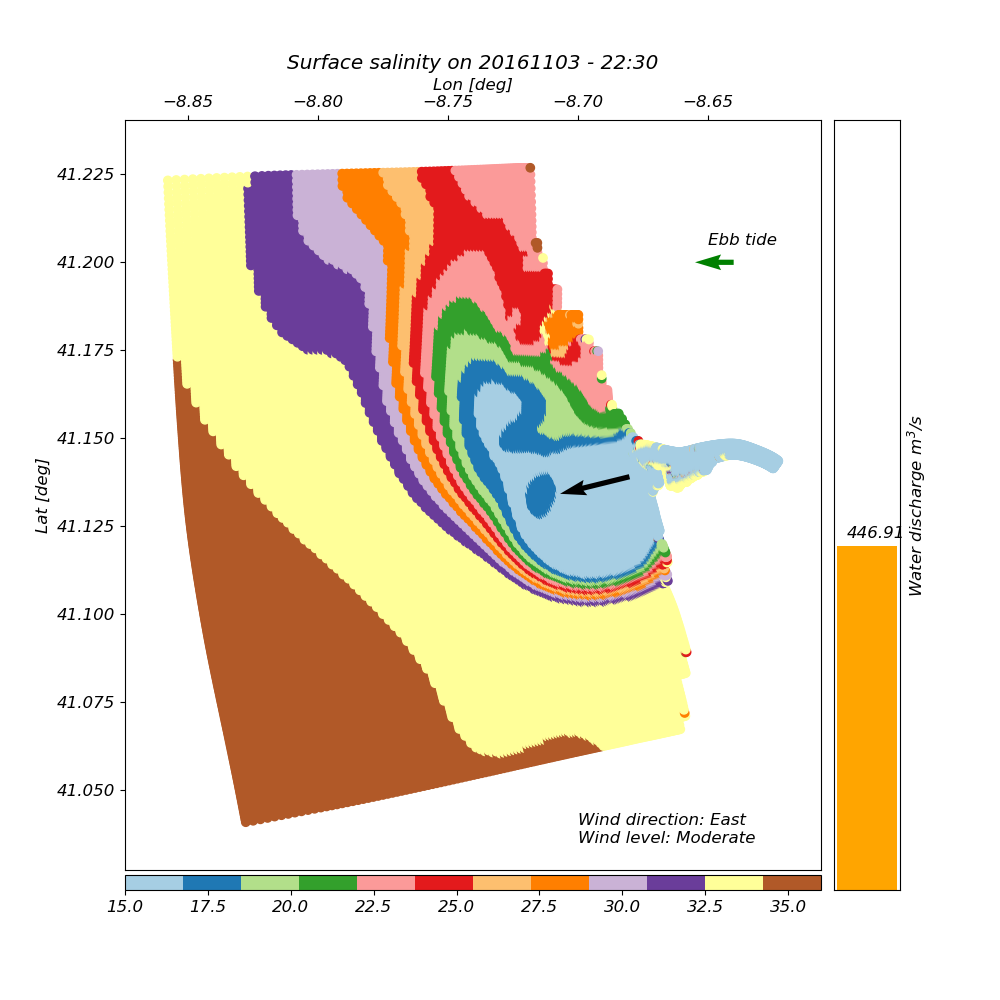 Surface salinity on 20161103 - 22:30
Lon [deg]
−8.85 −8.80 −8.75 −8.70 −8.65
41.225
41.200
41.175
41.150
41.125
41.100
41.075
41.050
Lat [deg]
Ebb tide
Wind direction: East
Wind level: Moderate
446.91
Water discharge m³/s
15.0 17.5 20.0 22.5 25.0 27.5 30.0 32.5 35.0